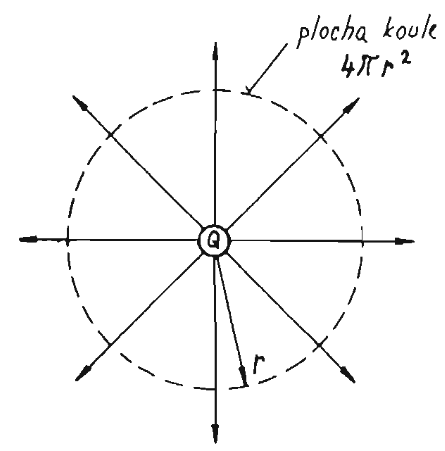 plocha koule
4πr²
Q
r